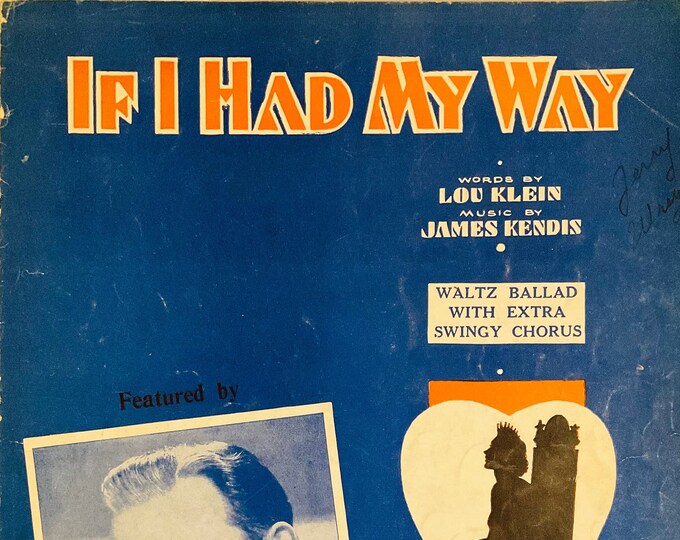 IF I HAD MY WAY
WORDS BY
LOU KLEIN
MUSIC BY
JAMES KENDIS
Jerry
WALTZ BALLAD
WITH EXTRA
SWINGY CHORUS
Featured by